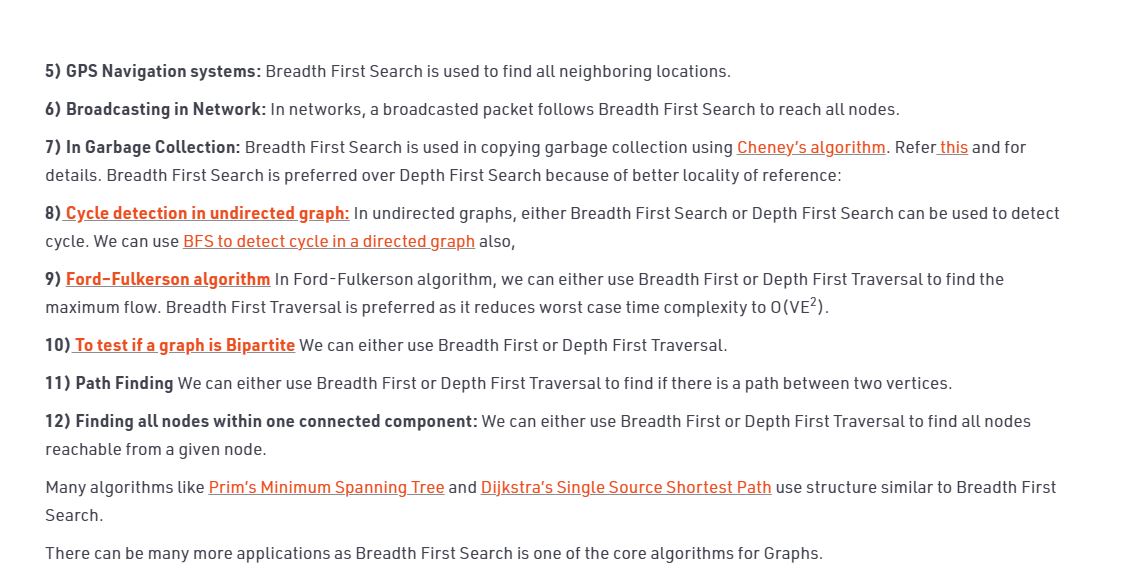 5) GPS Navigation systems: Breadth First Search is used to find all neighboring locations.
6) Broadcasting in Network: In networks, a broadcasted packet follows Breadth First Search to reach all nodes.
7) In Garbage Collection: Breadth First Search is used in copying garbage collection using Cheney's algorithm. Refer this and for
details. Breadth First Search is preferred over Depth First Search because of better locality of reference:
8) Cycle detection in undirected graph: In undirected graphs, either Breadth First Search or Depth First Search can be used to detect
cycle. We can use BFS to detect cycle in a directed graph also,
9) Ford–Fulkerson algorithm In Ford-Fulkerson algorithm, we can either use Breadth First or Depth First Traversal to find the
maximum flow. Breadth First Traversal is preferred as it reduces worst case time complexity to O(VE²).
10) To test if a graph is Bipartite We can either use Breadth First or Depth First Traversal.
11) Path Finding We can either use Breadth First or Depth First Traversal to find if there is a path between two vertices.
12) Finding all nodes within one connected component: We can either use Breadth First or Depth First Traversal to find all nodes
reachable from a given node.
Many algorithms like Prim's Minimum Spanning Tree and Dijkstra's Single Source Shortest Path use structure similar to Breadth First
Search.
There can be many more applications as Breadth First Search is one of the core algorithms for Graphs.